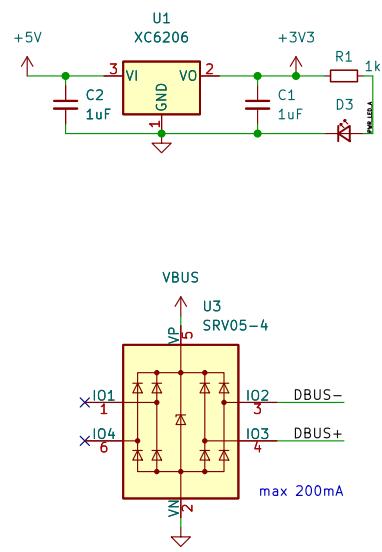 U1
XC6206
+5V
+3V3
3
VI
VO
2
GND
1
C2
1uF
C1
1uF
R1
1k
D3
PWR_LED_A
VBUS
U3
SRV05-4
VP
5
IO1
1
IO2
3
DBUS-
IO4
6
IO3
4
DBUS+
VN
2
max 200mA